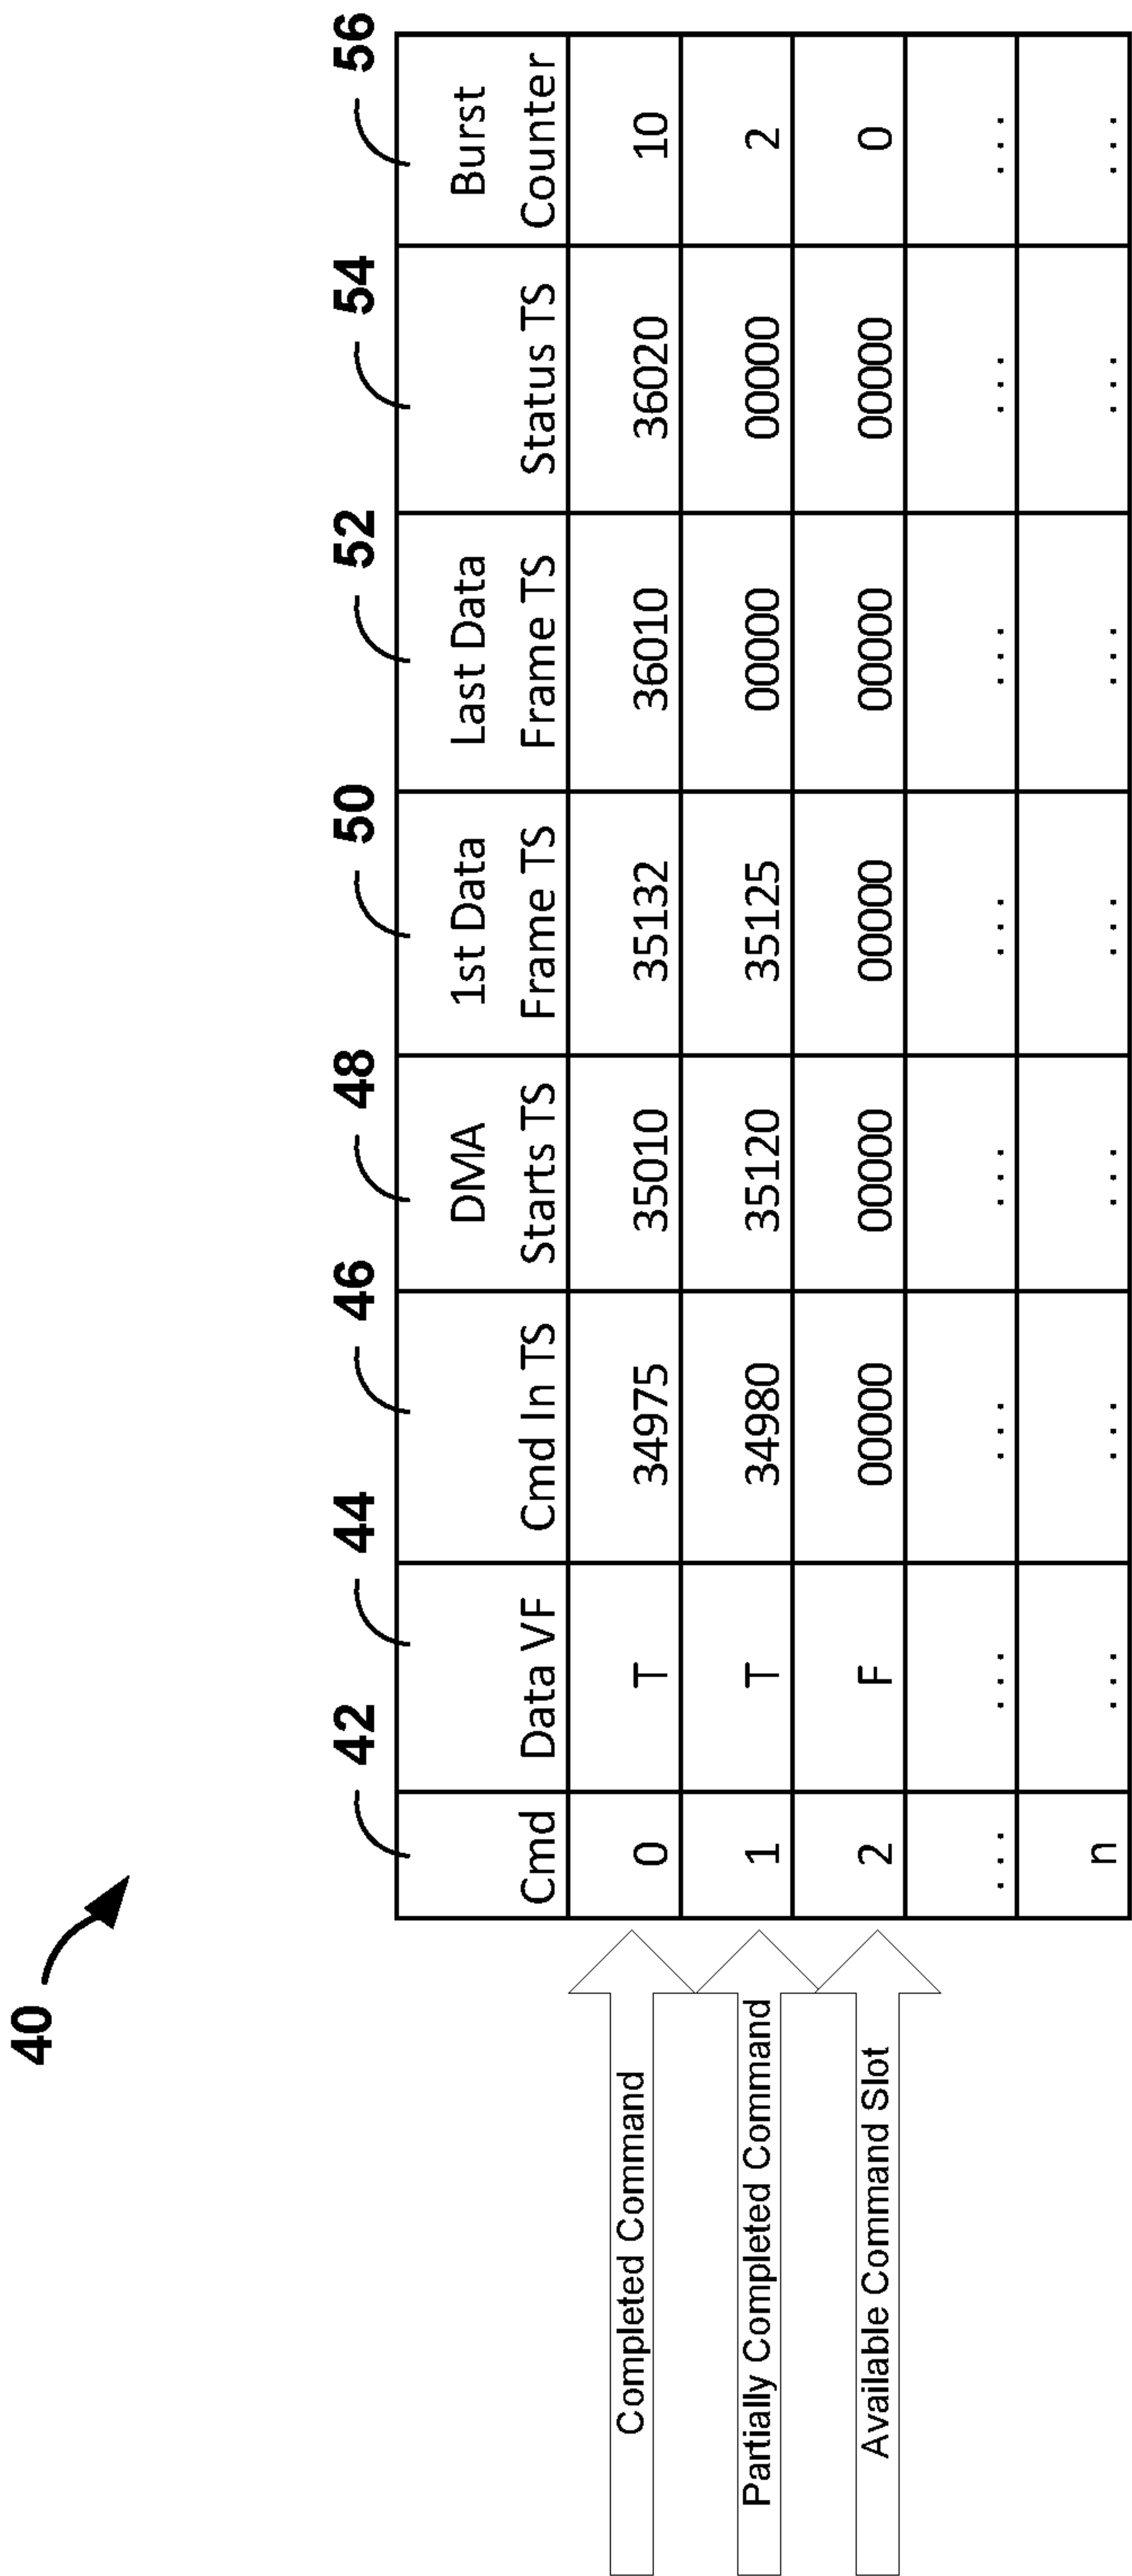 40
42 44 46 48 50 52 54 56
Cmd Data VF Cmd In TS DMA Starts TS 1st Data Frame TS Last Data Frame TS Status TS Burst Counter
Completed Command 0 T 34975 35010 35132 36010 36020 10
Partially Completed Command 1 T 34980 35120 35125 00000 00000 2
Available Command Slot 2 F 00000 00000 00000 00000 00000 0
... ... ... ... ... ... ... ...
n ... ... ... ... ... ... ...